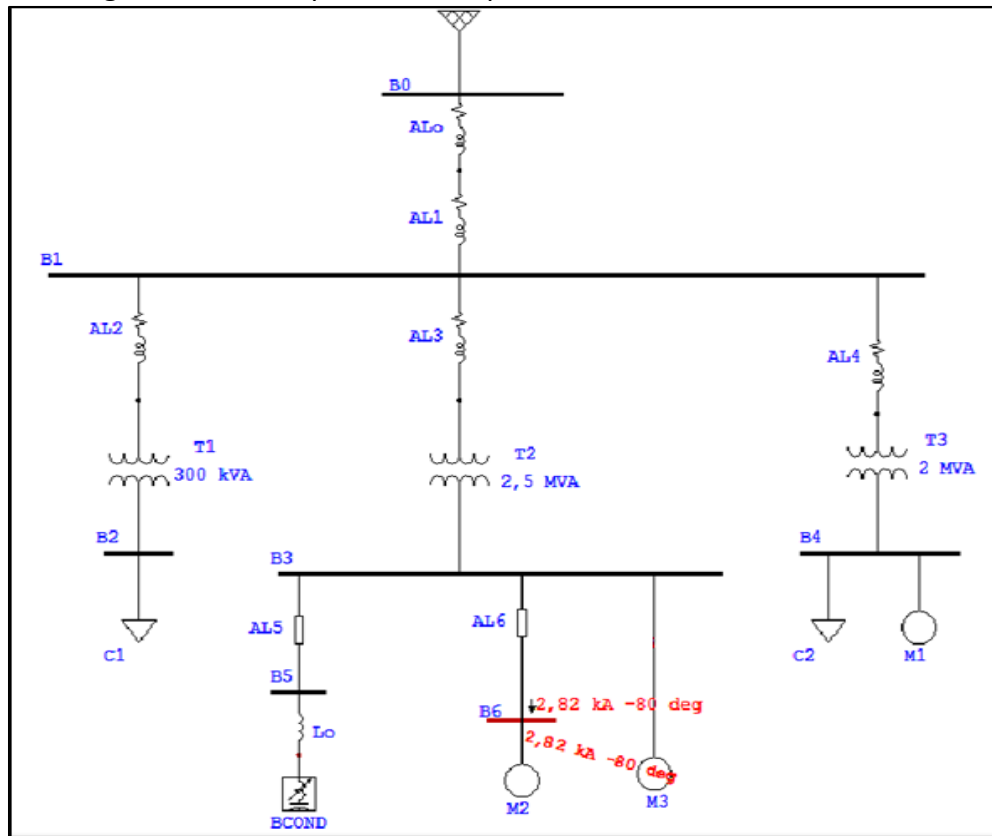 B0
ALo
AL1
B1
AL2
AL3
AL4
T1
300 kVA
T2
2,5 MVA
T3
2 MVA
B2
B3
B4
AL5
AL6
C1
C2
M1
B5
Lo
B6
2,82 kA -80 deg
2,82 kA -80 deg
BCOND
M2
M3